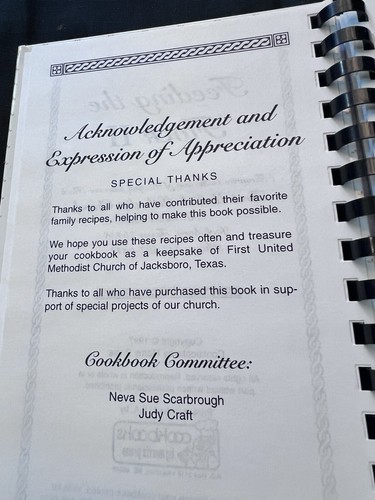 Acknowledgement and
Expression of Appreciation
SPECIAL THANKS
Thanks to all who have contributed their favorite
family recipes, helping to make this book possible.
We hope you use these recipes often and treasure
your cookbook as a keepsake of First United
Methodist Church of Jacksboro, Texas.
Thanks to all who have purchased this book in sup-
port of special projects of our church.
Cookbook Committee:
Neva Sue Scarbrough
Judy Craft